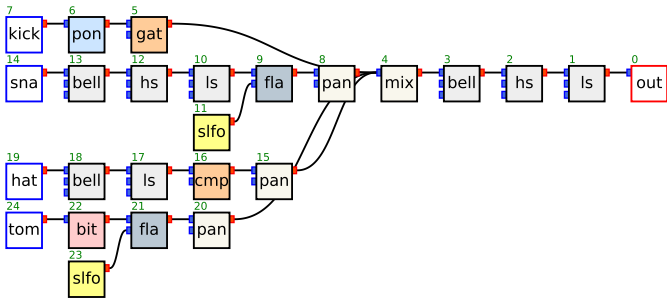 7 6 5
kick pon gat
14 13 12 10 9 8 4 3 2 1 0
sna bell hs ls fla pan mix bell hs ls out
11
slfo
19 18 17 16 15
hat bell ls cmp pan
24 22 21 20
tom bit fla pan
23
slfo